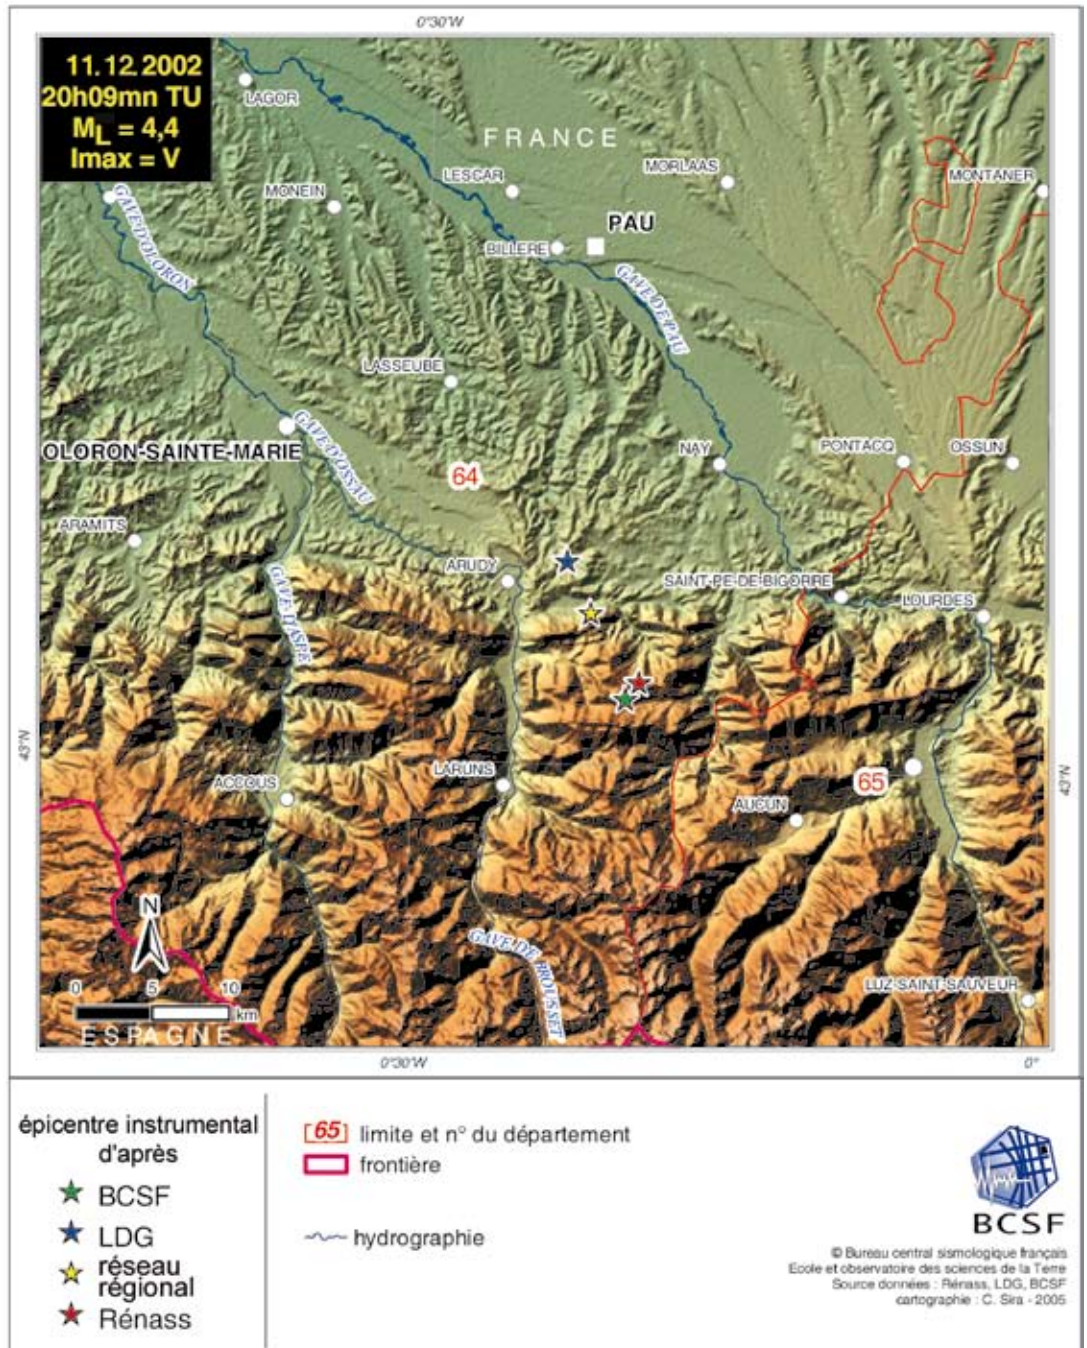 0°30'W
11.12.2002
20h09mn TU
ML = 4,4
Imax = V
LAGOR
FRANCE
MORLAAS
LESCAR
MONTANER
MONEIN
GAVE D'OLORON
PAU
BILLERE
GAVE DE PAU
LASSEUBE
GAVE D'OSSAU
OLORON-SAINTE-MARIE
NAY
PONTACQ
OSSUN
64
ARAMITS
ARUDY
SAINT-PE-DE-BIGORRE
LOURDES
GAVE D'ASPE
43°N
43°N
LARUNS
ACCOUS
65
AUCUN
N
GAVE DE BROUSSET
LUZ-SAINT-SAUVEUR
0 5 10
km
ESPAGNE
0°30'W
0°
épicentre instrumental
d'après
BCSF
LDG
réseau
régional
Rénass
65 limite et n° du département
frontière
hydrographie
BCSF
© Bureau central sismologique français
Ecole et observatoire des sciences de la Terre
Source données : Rénass, LDG, BCSF
cartographie : C. Sira - 2005